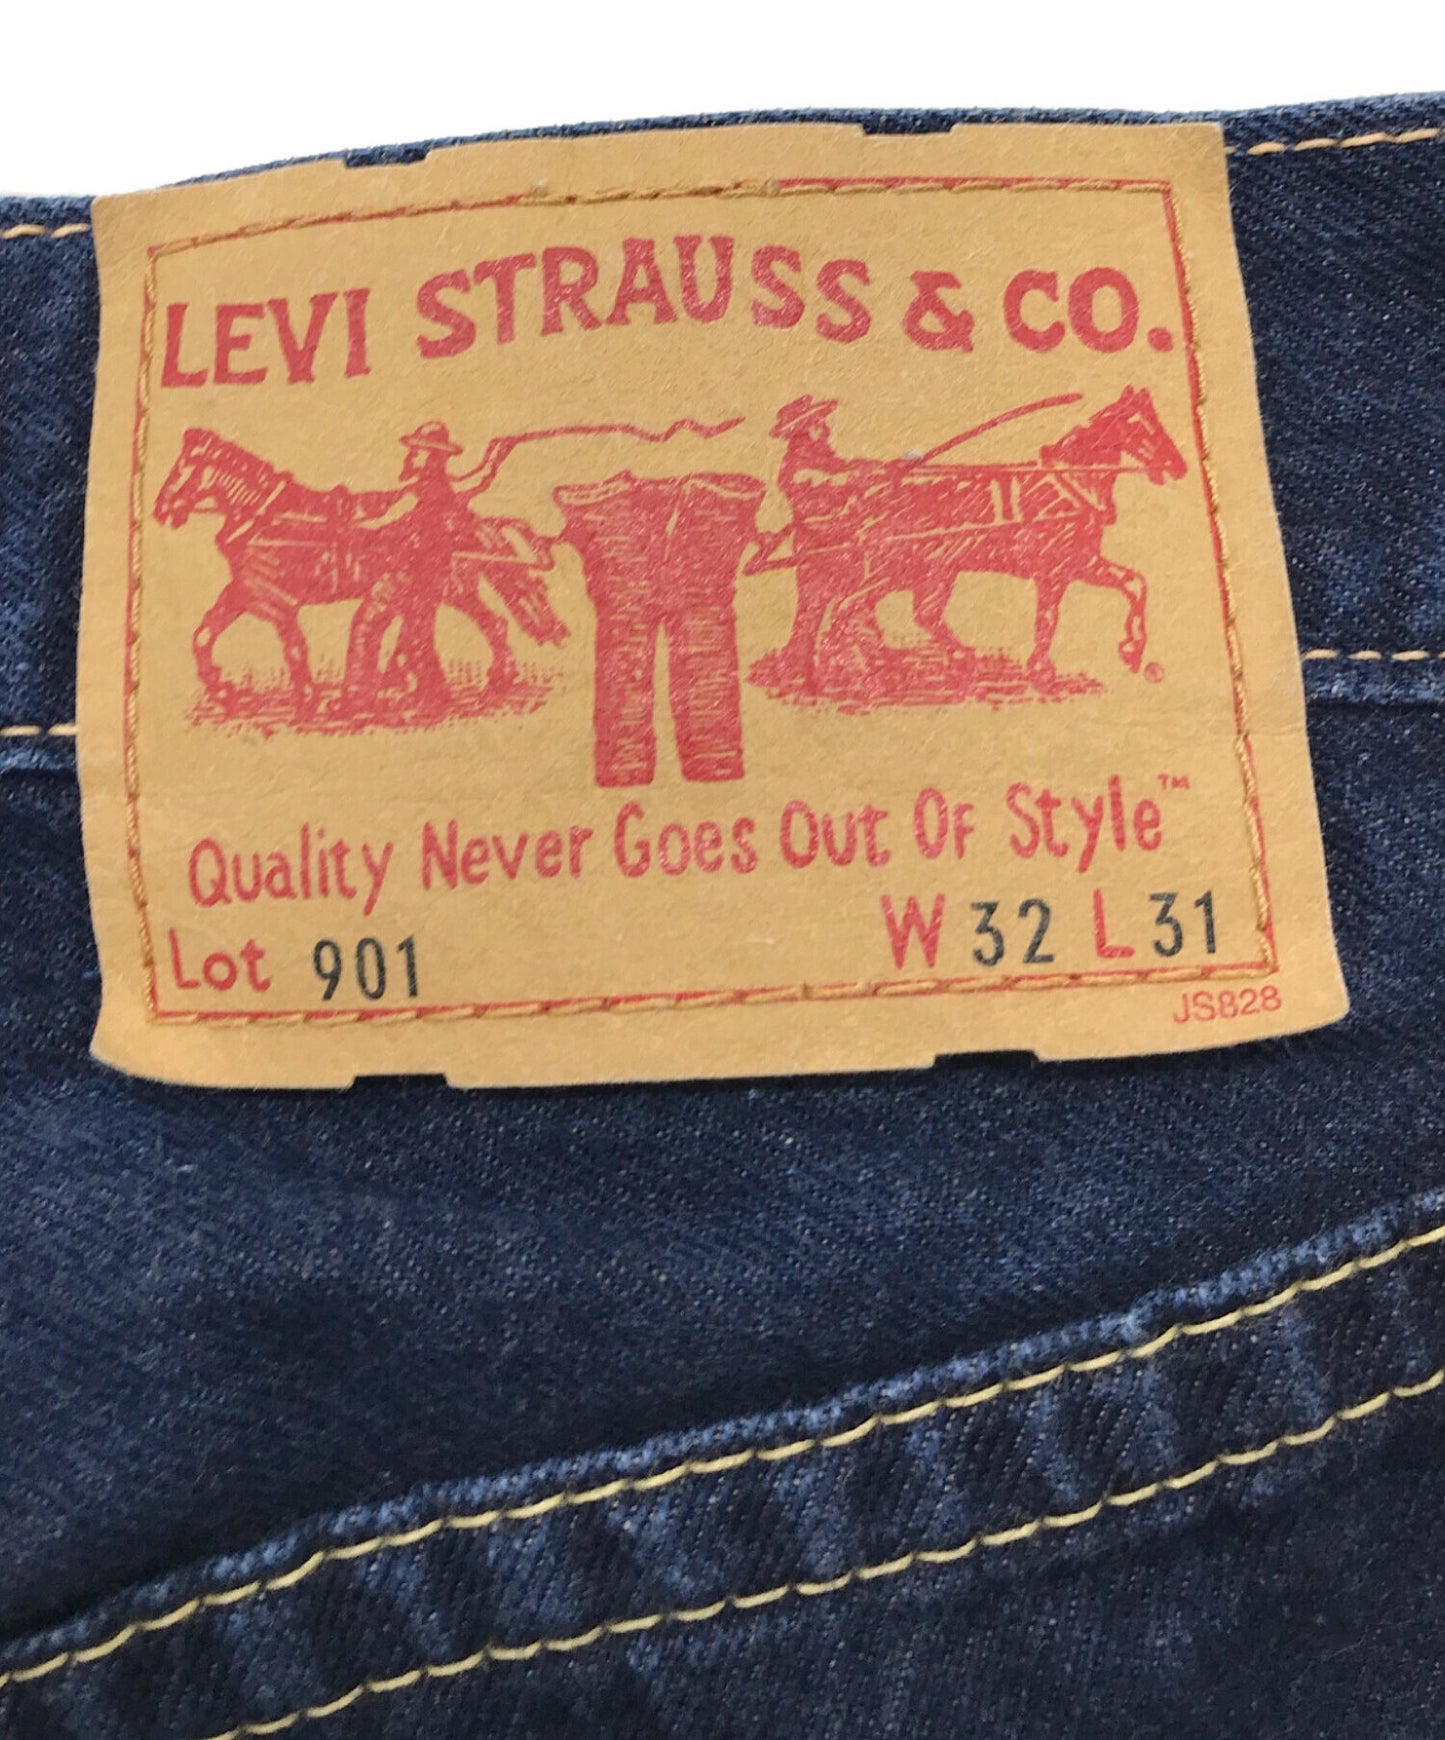 LEVI STRAUSS & CO.
®
Quality Never Goes Out Of Style™
W 32 L 31
Lot 901
JS828